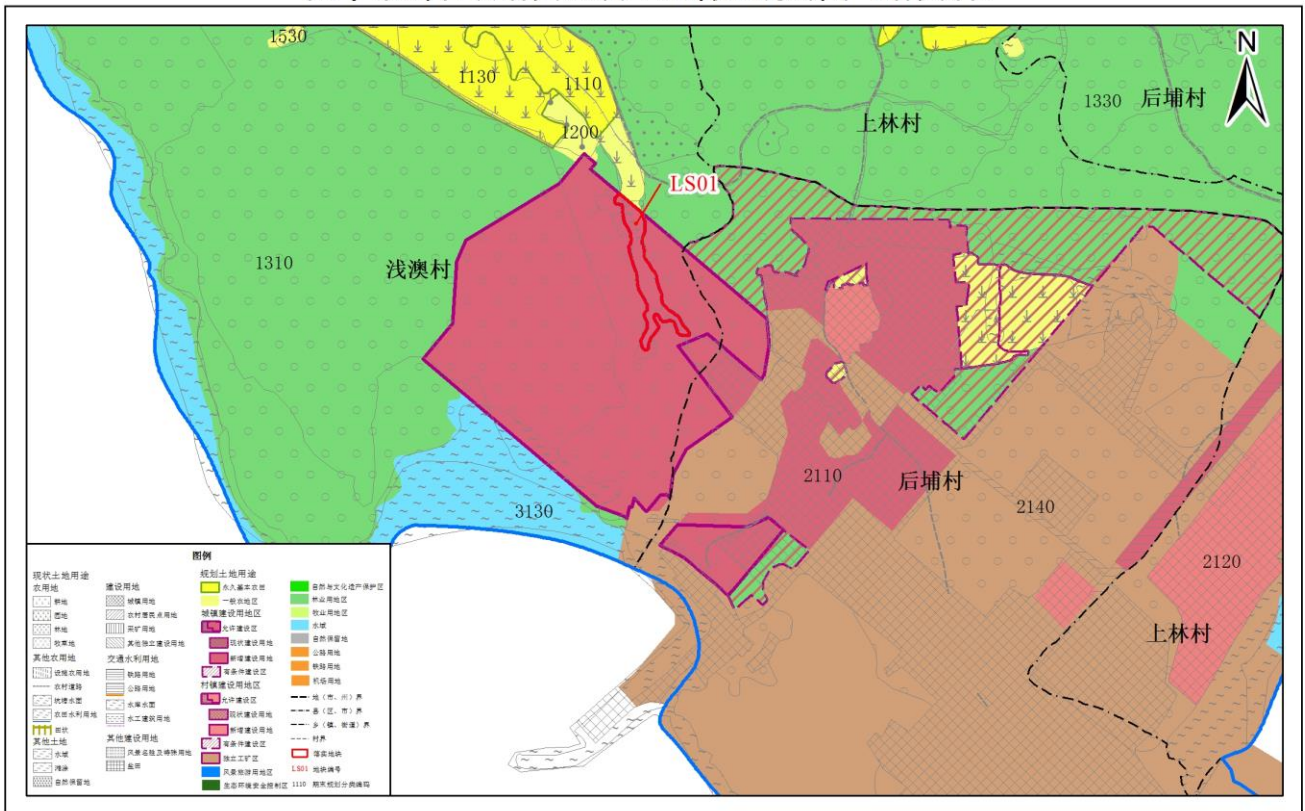 1530
1130
1110
1200
N
1330
后埔村
上林村
LS01
1310
浅澳村
3130
2110
后埔村
2140
2120
上林村
图例
现状土地用途
农用地
耕地
园地
林地
牧草地
其他农用地
设施农用地
农村道路
坑塘水面
农田水利用地
田坎
其他土地
水域
滩涂
自然保留地
建设用地
城镇用地
农村居民点用地
采矿用地
其他独立建设用地
交通水利用地
铁路用地
公路用地
水库水面
水工建筑用地
其他建设用地
风景名胜及特殊用地
盐田
规划土地用途
永久基本农田
一般农地区
城镇建设用地区
允许建设区
现状建设用地
新增建设用地
有条件建设区
村镇建设用地区
允许建设区
现状建设用地
新增建设用地
有条件建设区
独立工矿区
风景旅游用地区
生态环境安全控制区
自然与文化遗产保护区
林业用地区
牧业用地区
水域
自然保留地
公路用地
铁路用地
机场用地
地（市、州）界
县（区、市）界
乡（镇、街道）界
村界
落实地块
LS01 地块编号
1110 期末规划分类编码